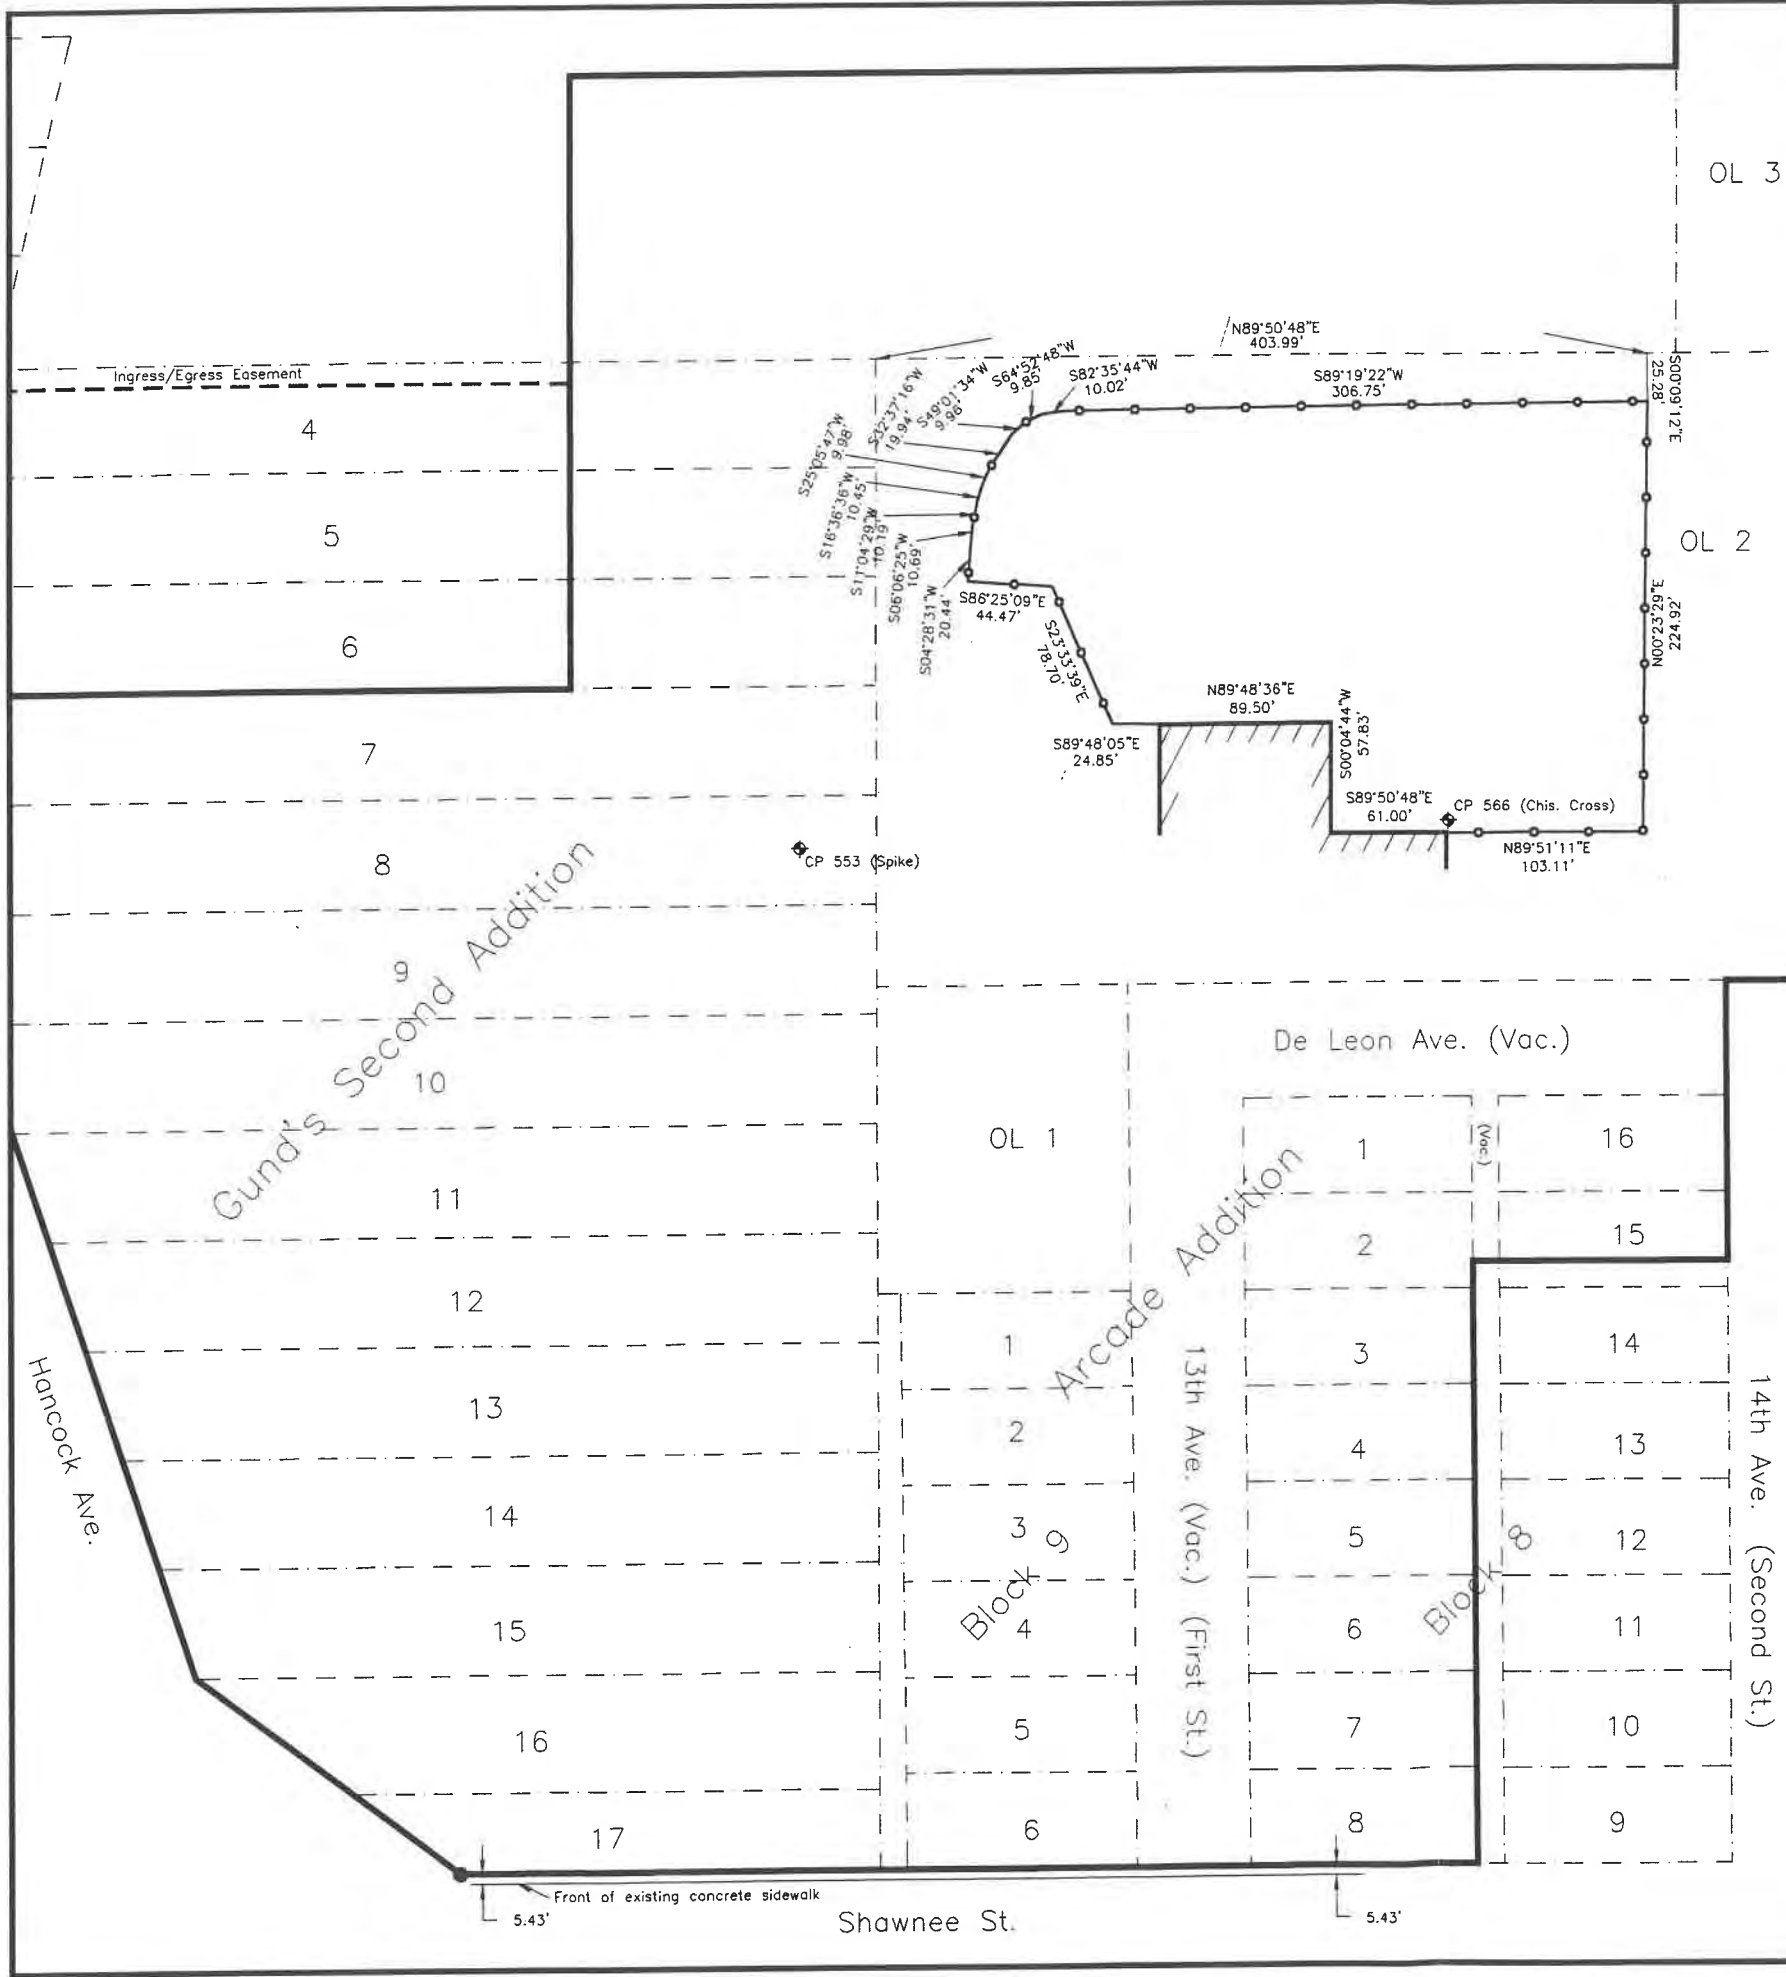 OL 3
N89°50'48"E
403.99'
S00°09'12"E
25.28'
Ingress/Egress Easement
S64°52'48"W
9.85'
S82°35'44"W
10.02'
S89°19'22"W
306.75'
S49°01'34"W
9.96'
S32°37'16"W
19.94'
S25°05'47"W
9.98'
S16°36'36"W
10.45'
S11°04'29"W
10.19'
S06°06'25"W
10.69'
S04°28'31"W
20.44'
4
5
6
OL 2
S86°25'09"E
44.47'
S23°33'39"E
78.70'
N00°23'29"E
224.92'
N89°48'36"E
89.50'
S89°48'05"E
24.85'
S00°04'44"W
57.83'
S89°50'48"E
61.00'
CP 566 (Chis. Cross)
N89°51'11"E
103.11'
7
CP 553 (Spike)
8
9
Gund's Second Addition
10
De Leon Ave. (Vac.)
OL 1
1
(Vac.)
16
11
2
15
12
Arcade Addition
1
3
14
Hancock Ave.
13
2
13th Ave. (Vac.) (First St.)
4
13
14th Ave. (Second St.)
14
3
Block 9
5
Block 8
12
15
4
6
11
16
5
7
10
17
6
8
9
Front of existing concrete sidewalk
5.43'
5.43'
Shawnee St.